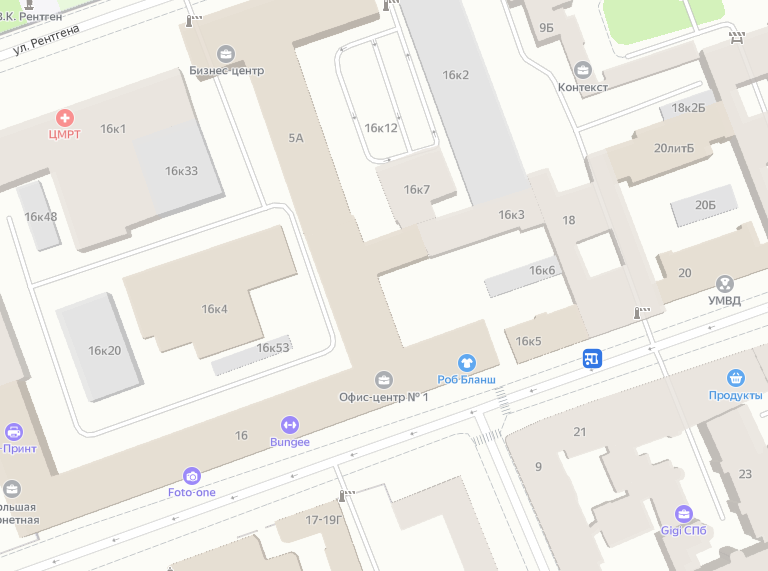 В.К. Рентген
ул. Рентгена
9Б
Бизнес-центр
16к2
Контекст
18к2Б
ЦМРТ
16к1
16к12
5А
20литБ
16к33
16к7
20Б
16к48
16к3
18
16к6
20
УМВД
16к4
16к5
16к53
16к20
Роб Бланш
Офис-центр № 1
Продукты
16
Bungee
-Принт
21
9
23
Foto-one
17-19Г
Gigi СПб